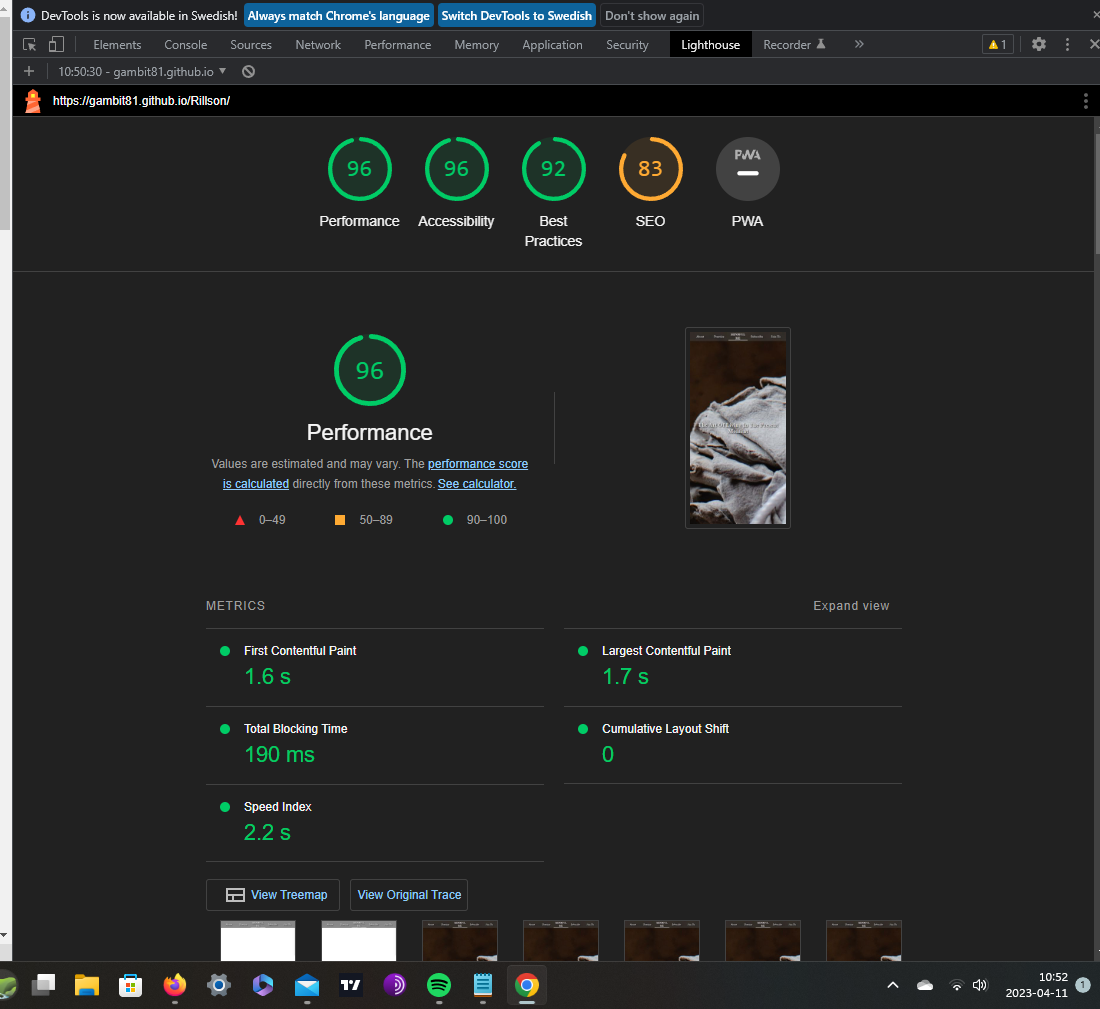 DevTools is now available in Swedish! Always match Chrome's language Switch DevTools to Swedish Don't show again
Elements Console Sources Network Performance Memory Application Security Lighthouse Recorder » 1
10:50:30 - gambit81.github.io
https://gambit81.github.io/Rillson/
96 96 92 83 PWA
Performance Accessibility Best Practices SEO PWA
96
Performance
Values are estimated and may vary. The performance score
is calculated directly from these metrics. See calculator.
0–49 50–89 90–100
METRICS Expand view
First Contentful Paint Largest Contentful Paint
1.6 s 1.7 s
Total Blocking Time Cumulative Layout Shift
190 ms 0
Speed Index
2.2 s
View Treemap View Original Trace
10:52
2023-04-11 1